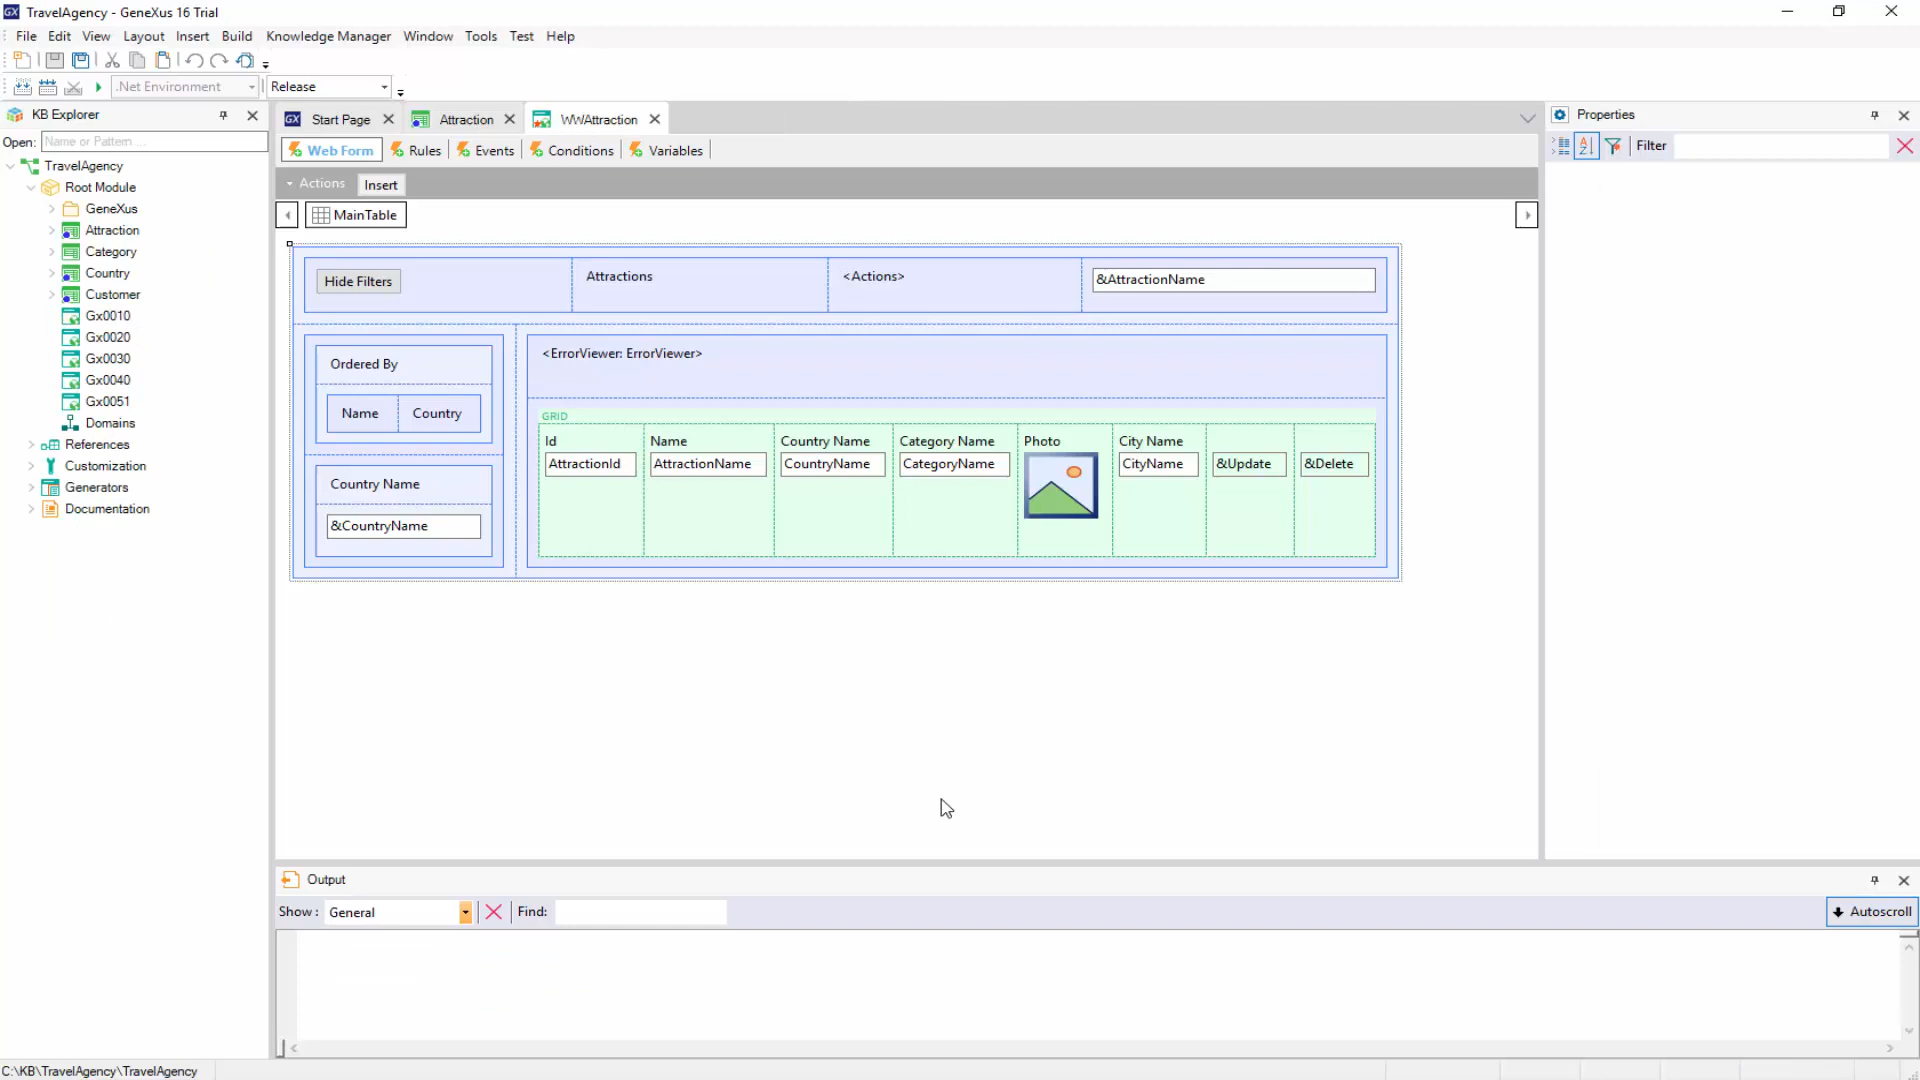 TravelAgency - GeneXus 16 Trial
File Edit View Layout Insert Build Knowledge Manager Window Tools Test Help
.Net Environment Release
KB Explorer
Open: Name or Pattern ...
TravelAgency
Root Module
GeneXus
Attraction
Category
Country
Customer
Gx0010
Gx0020
Gx0030
Gx0040
Gx0051
Domains
References
Customization
Generators
Documentation
GX Start Page Attraction WWAttraction
Web Form Rules Events Conditions Variables
Actions Insert
MainTable
Hide Filters Attractions <Actions> &AttractionName
Ordered By
Name Country
Country Name
&CountryName
<ErrorViewer: ErrorViewer>
GRID
Id Name Country Name Category Name Photo City Name
AttractionId AttractionName CountryName CategoryName CityName &Update &Delete
Properties
Filter
Output
Show : General Find: Autoscroll
C:\KB\TravelAgency\TravelAgency